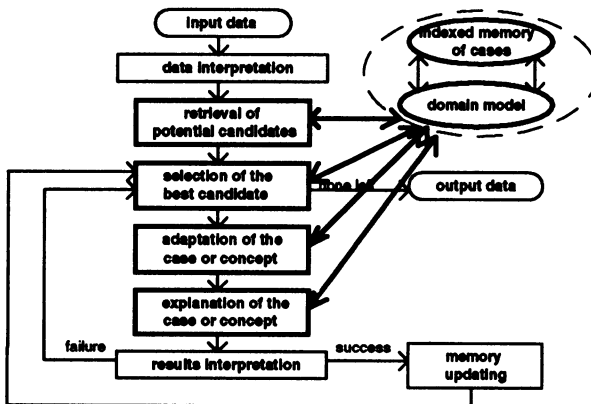 input data
data interpretation
retrieval of
potential candidates
selection of the
best candidate
none left
output data
adaptation of the
case or concept
explanation of the
case or concept
failure
results interpretation
success
memory
updating
indexed memory
of cases
domain model